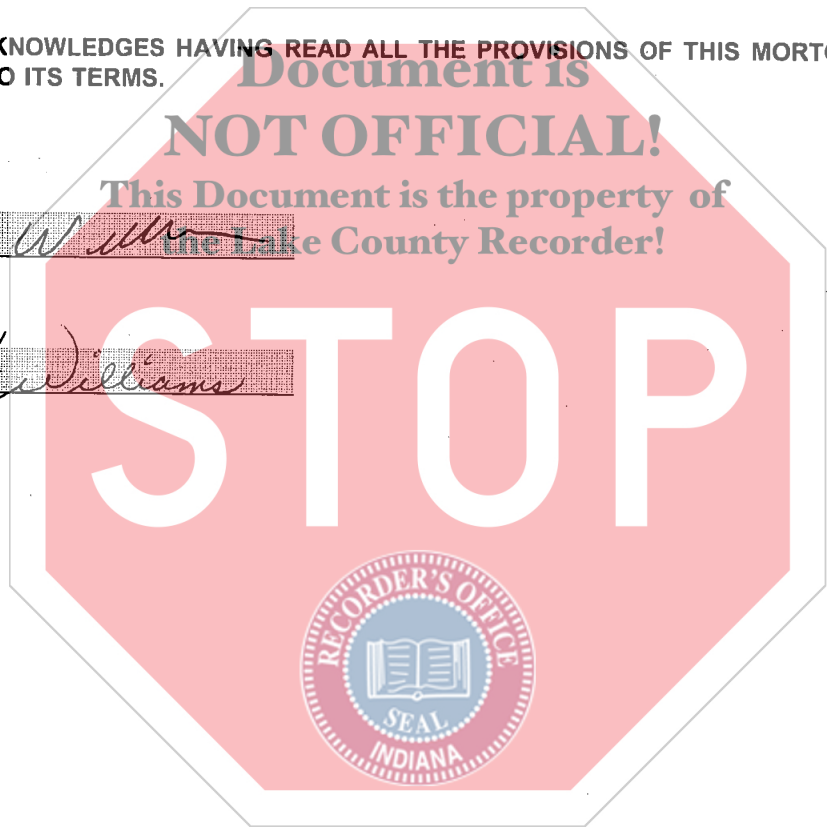 KNOWLEDGES HAVING READ ALL THE PROVISIONS OF THIS MORTG
O ITS TERMS.
Document is
NOT OFFICIAL!
This Document is the property of
the Lake County Recorder!
Williams
STOP
RECORDER'S OFFICE
SEAL
INDIANA